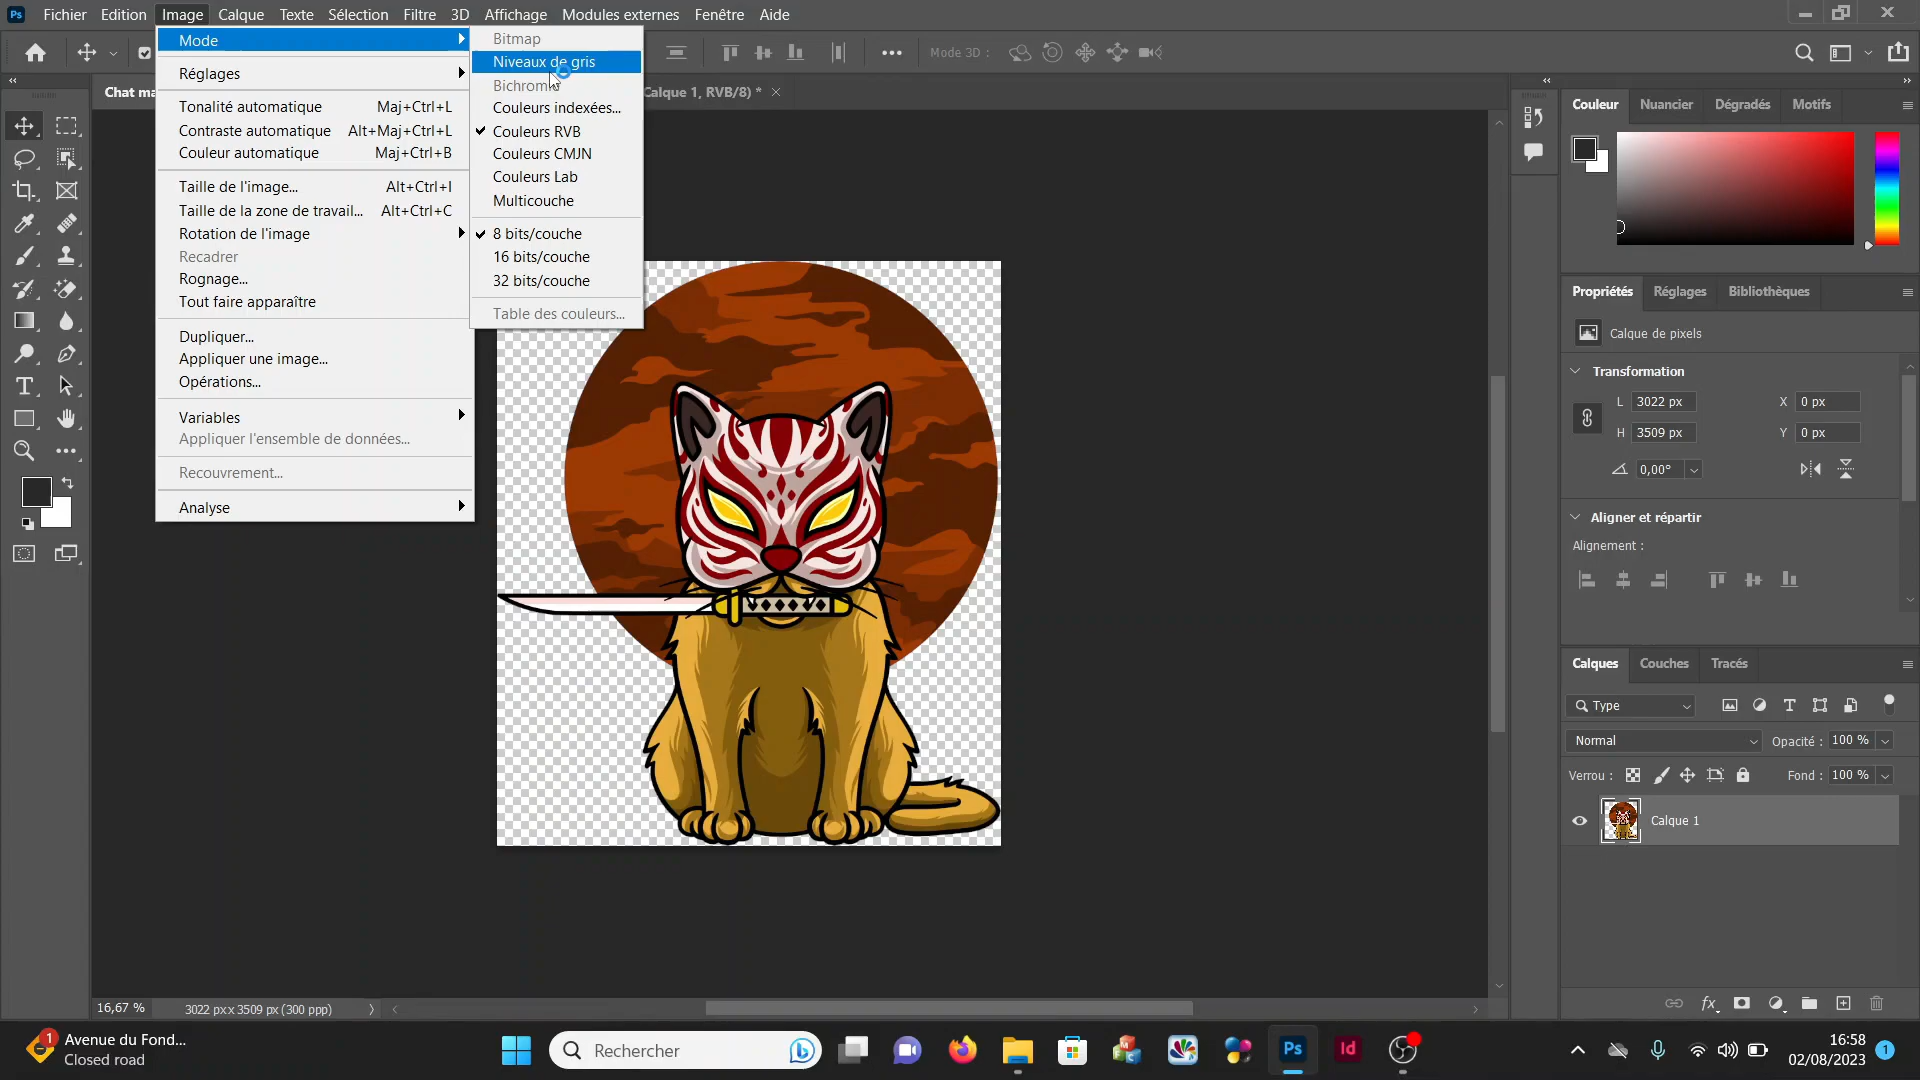 Ps Fichier Edition Image Calque Texte Sélection Filtre 3D Affichage Modules externes Fenêtre Aide
Mode 3D :
Chat ma
Calque 1, RVB/8) *
Mode
Réglages
Tonalité automatique Maj+Ctrl+L
Contraste automatique Alt+Maj+Ctrl+L
Couleur automatique Maj+Ctrl+B
Taille de l'image... Alt+Ctrl+I
Taille de la zone de travail... Alt+Ctrl+C
Rotation de l'image
Recadrer
Rognage...
Tout faire apparaître
Dupliquer...
Appliquer une image...
Opérations...
Variables
Appliquer l'ensemble de données...
Recouvrement...
Analyse
Bitmap
Niveaux de gris
Bichromie
Couleurs indexées...
Couleurs RVB
Couleurs CMJN
Couleurs Lab
Multicouche
8 bits/couche
16 bits/couche
32 bits/couche
Table des couleurs...
Couleur Nuancier Dégradés Motifs
Propriétés Réglages Bibliothèques
Calque de pixels
Transformation
L 3022 px X 0 px
H 3509 px Y 0 px
0,00°
Aligner et répartir
Alignement :
Calques Couches Tracés
Type
Normal Opacité : 100 %
Verrou : Fond : 100 %
Calque 1
fx
16,67 % 3022 px x 3509 px (300 ppp)
1
Avenue du Fond...
Closed road
Rechercher
Ps Id
16:58
02/08/2023
1